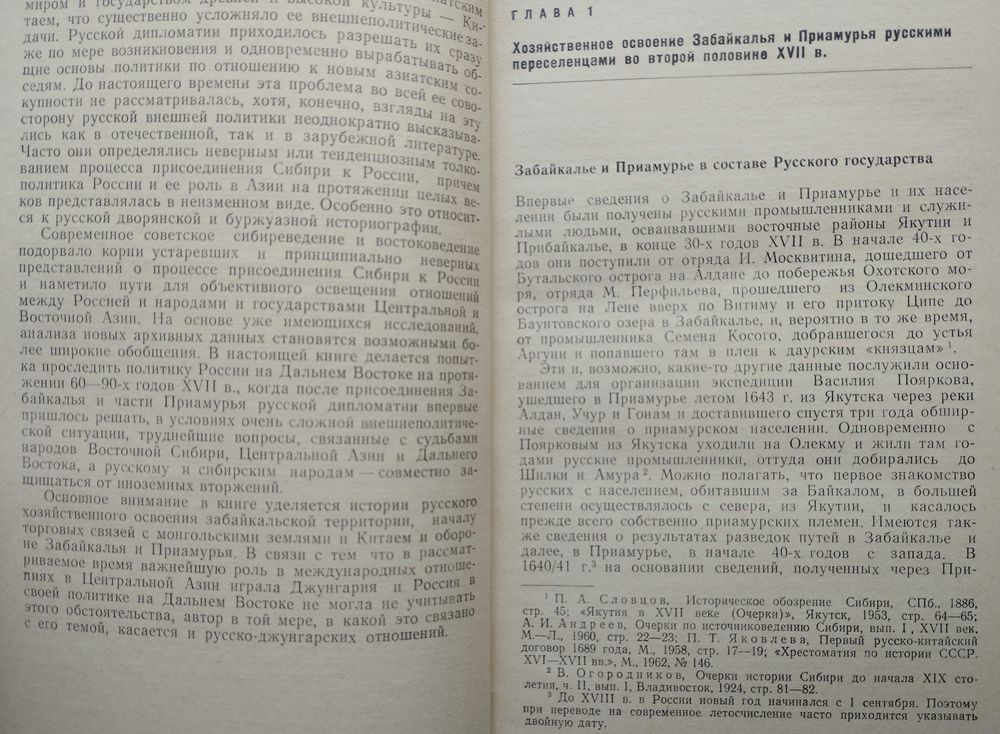 миром и государством древней и высокой культуры — Ки-
таем, что существенно усложняло ее внешнеполитические за-
дачи. Русской дипломатии приходилось разрешать их сразу
же по мере возникновения и одновременно вырабатывать об-
щие основы политики по отношению к новым азиатским со-
седям. До настоящего времени эта проблема во всей ее сово-
купности не рассматривалась, хотя, конечно, взгляды на эту
сторону русской внешней политики неоднократно высказыва-
лись как в отечественной, так и в зарубежной литературе.
Часто они определялись неверным или тенденциозным толко-
ванием процесса присоединения Сибири к России, причем
политика России и ее роль в Азии на протяжении целых ве-
ков представлялась в неизменном виде. Особенно это относит-
ся к русской дворянской и буржуазной историографии.
Современное советское сибиреведение и востоковедение
подорвало корни устаревших и принципиально неверных
представлений о процессе присоединения Сибири к России
и наметило пути для объективного освещения отношений
между Россией и народами и государствами Центральной и
Восточной Азии. На основе уже имеющихся исследований,
анализа новых архивных данных становятся возможными бо-
лее широкие обобщения. В настоящей книге делается попыт-
ка проследить политику России на Дальнем Востоке на протя-
жении 60—90-х годов XVII в., когда после присоединения За-
байкалья и части Приамурья русской дипломатии впервые
пришлось решать, в условиях очень сложной внешнеполитиче-
ской ситуации, труднейшие вопросы, связанные с судьбами
народов Восточной Сибири, Центральной Азии и Дальнего
Востока, а русскому и сибирским народам — совместно за-
щищаться от иноземных вторжений.
Основное внимание в книге уделяется истории русского
хозяйственного освоения забайкальской территории, началу
торговых связей с монгольскими землями и Китаем и оборо-
не Забайкалья и Приамурья. В связи с тем что в рассмат-
риваемое время важнейшую роль в международных отноше-
ниях в Центральной Азии играла Джунгария и Россия в
своей политике на Дальнем Востоке не могла не учитывать
этого обстоятельства, автор в той мере, в какой это связано
с его темой, касается и русско-джунгарских отношений.
ГЛАВА 1
Хозяйственное освоение Забайкалья и Приамурья русскими
переселенцами во второй половине XVII в.
Забайкалье и Приамурье в составе Русского государства
Впервые сведения о Забайкалье и Приамурье и их насе-
лении были получены русскими промышленниками и служи-
лыми людьми, осваивавшими восточные районы Якутии и
Прибайкалье, в конце 30-х годов XVII в. В начале 40-х го-
дов они поступили от отряда И. Москвитина, дошедшего от
Бутальского острога на Алдане до побережья Охотского мо-
ря, отряда М. Перфильева, прошедшего из Олекминского
острога на Лене вверх по Витиму и его притоку Ципе до
Баунтовского озера в Забайкалье, и, вероятно в то же время,
от промышленника Семена Косого, добравшегося до устья
Аргуни и попавшего там в плен к даурским «князцам» 1.
Эти и, возможно, какие-то другие данные послужили осно-
ванием для организации экспедиции Василия Пояркова,
ушедшего в Приамурье летом 1643 г. из Якутска через реки
Алдан, Учур и Гонам и доставившего спустя три года обшир-
ные сведения о приамурском населении. Одновременно с
Поярковым из Якутска уходили на Олекму и жили там го-
дами русские промышленники, оттуда они добирались до
Шилки и Амура 2. Можно полагать, что первое знакомство
русских с населением, обитавшим за Байкалом, в большей
степени осуществлялось с севера, из Якутии, и касалось
прежде всего собственно приамурских племен. Имеются так-
же сведения о результатах разведок путей в Забайкалье и
далее, в Приамурье, в начале 40-х годов с запада. В
1640/41 г.3 на основании сведений, полученных через При-
1 П. А. Словцов, Историческое обозрение Сибири, СПб., 1886,
стр. 45; «Якутия в XVII веке (Очерки)», Якутск, 1953, стр. 64—65;
А. И. Андреев, Очерки по источниковедению Сибири, вып. I, XVII век,
М.—Л., 1960, стр. 22—23; П. Т. Яковлева, Первый русско-китайский
договор 1689 года, М., 1958, стр. 17—19; «Хрестоматия по истории СССР.
XVI—XVII вв.», М., 1962, № 146.
2 В. Огородников, Очерки истории Сибири до начала XIX сто-
летия, ч. II, вып. I, Владивосток, 1924, стр. 81—82.
3 До XVIII в. в России новый год начинался с 1 сентября. Поэтому
при переводе на современное летосчисление часто приходится указывать
двойную дату.